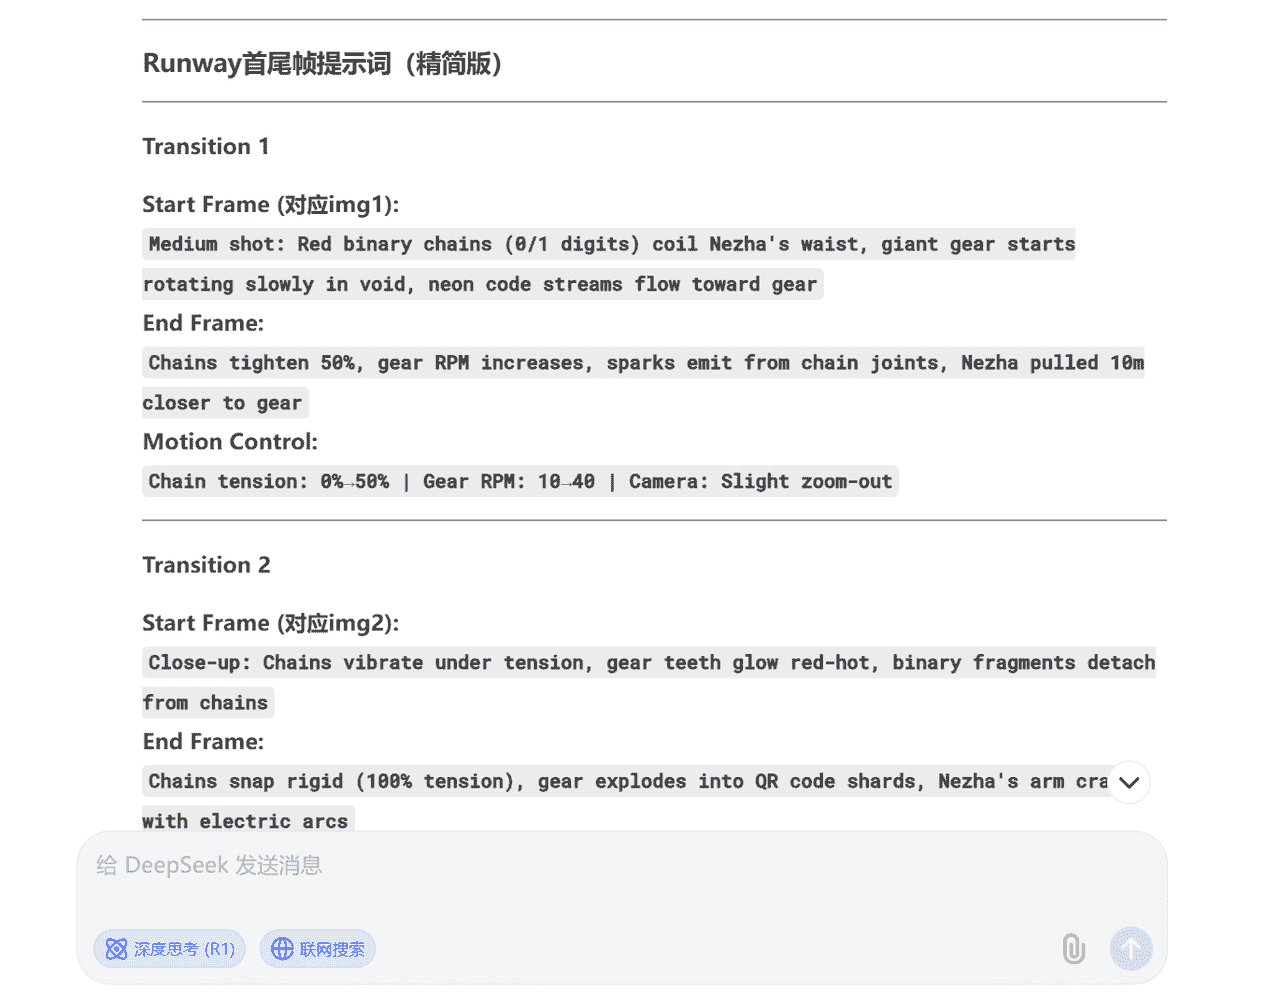 Runway首尾帧提示词（精简版）
Transition 1
Start Frame (对应img1):
Medium shot: Red binary chains (0/1 digits) coil Nezha's waist, giant gear starts
rotating slowly in void, neon code streams flow toward gear
End Frame:
Chains tighten 50%, gear RPM increases, sparks emit from chain joints, Nezha pulled 10m
closer to gear
Motion Control:
Chain tension: 0%→50% | Gear RPM: 10→40 | Camera: Slight zoom-out
Transition 2
Start Frame (对应img2):
Close-up: Chains vibrate under tension, gear teeth glow red-hot, binary fragments detach
from chains
End Frame:
Chains snap rigid (100% tension), gear explodes into QR code shards, Nezha's arm cra
with electric arcs
给 DeepSeek 发送消息
深度思考 (R1)
联网搜索